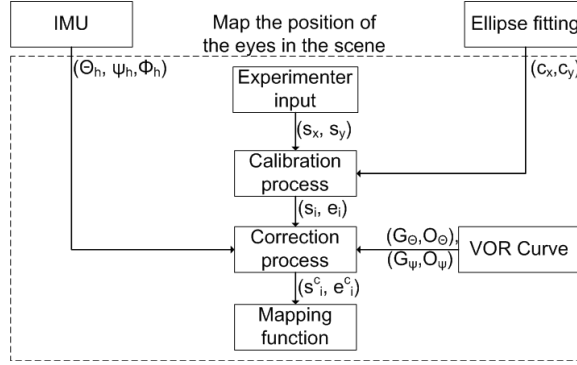 IMU
Map the position of
the eyes in the scene
Ellipse fitting
(Θh, ψh,Φh)
(cx,cy)
Experimenter
input
(sx, sy)
Calibration
process
(si, ei)
Correction
process
(GΘ,OΘ),
(Gψ,Oψ)
VOR Curve
(sci, eci)
Mapping
function